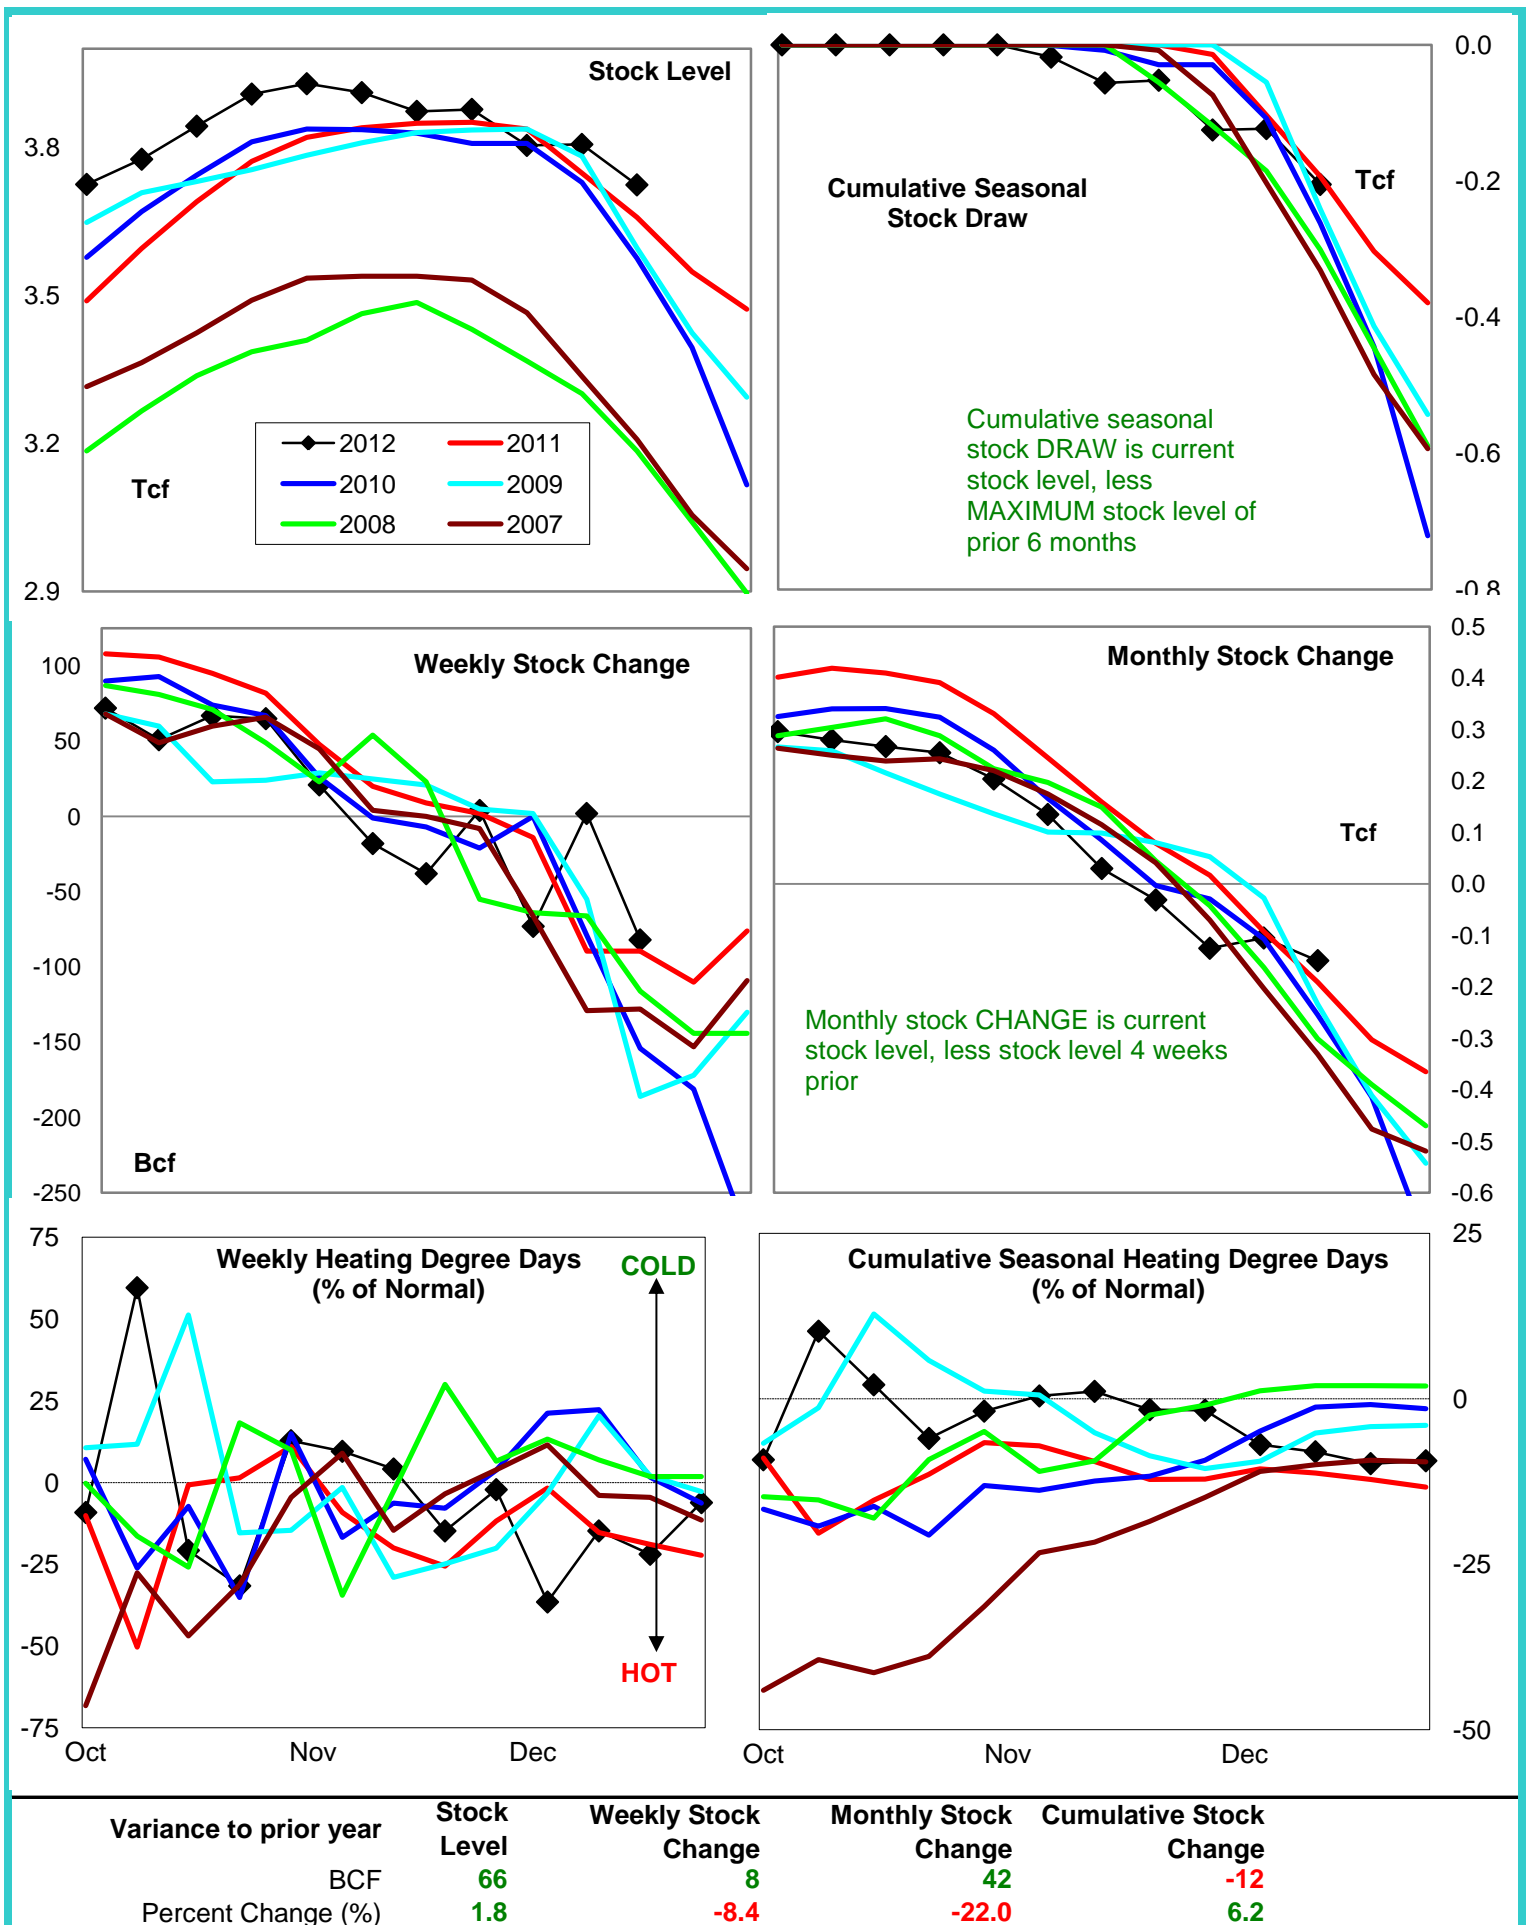 Stock Level
3.8
3.5
3.2
2.9
Tcf
2012
2011
2010
2009
2008
2007
0.0
-0.2
-0.4
-0.6
-0.8
Cumulative Seasonal
Stock Draw
Tcf
Cumulative seasonal
stock DRAW is current
stock level, less
MAXIMUM stock level of
prior 6 months
Weekly Stock Change
100
50
0
-50
-100
-150
-200
-250
Bcf
Monthly Stock Change
0.5
0.4
0.3
0.2
0.1
0.0
-0.1
-0.2
-0.3
-0.4
-0.5
-0.6
Tcf
Monthly stock CHANGE is current
stock level, less stock level 4 weeks
prior
Weekly Heating Degree Days
(% of Normal)
COLD
HOT
75
50
25
0
-25
-50
-75
Oct
Nov
Dec
Cumulative Seasonal Heating Degree Days
(% of Normal)
25
0
-25
-50
Oct
Nov
Dec
Variance to prior year
Stock
Level
Weekly Stock
Change
Monthly Stock
Change
Cumulative Stock
Change
BCF 66 8 42 -12
Percent Change (%) 1.8 -8.4 -22.0 6.2